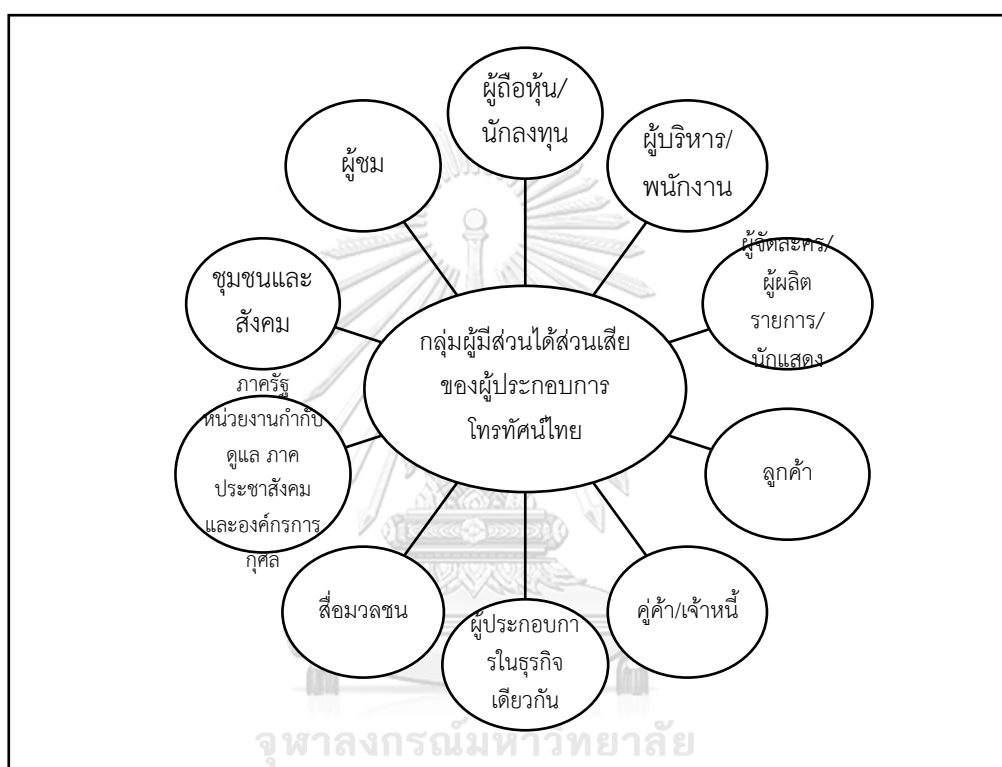 ผู้ถือหุ้น/
นักลงทุน
ผู้บริหาร/
พนักงาน
ผู้จัดละคร/
ผู้ผลิต
รายการ/
นักแสดง
ลูกค้า
คู่ค้า/เจ้าหนี้
ผู้ประกอบกา
รในธุรกิจ
เดียวกัน
สื่อมวลชน
ภาครัฐ
หน่วยงานกำกับ
ดูแล ภาค
ประชาสังคม
และองค์กรการ
กุศล
ชุมชนและ
สังคม
ผู้ชม
กลุ่มผู้มีส่วนได้ส่วนเสีย
ของผู้ประกอบการ
โทรทัศน์ไทย
จุฬาลงกรณ์มหาวิทยาลัย